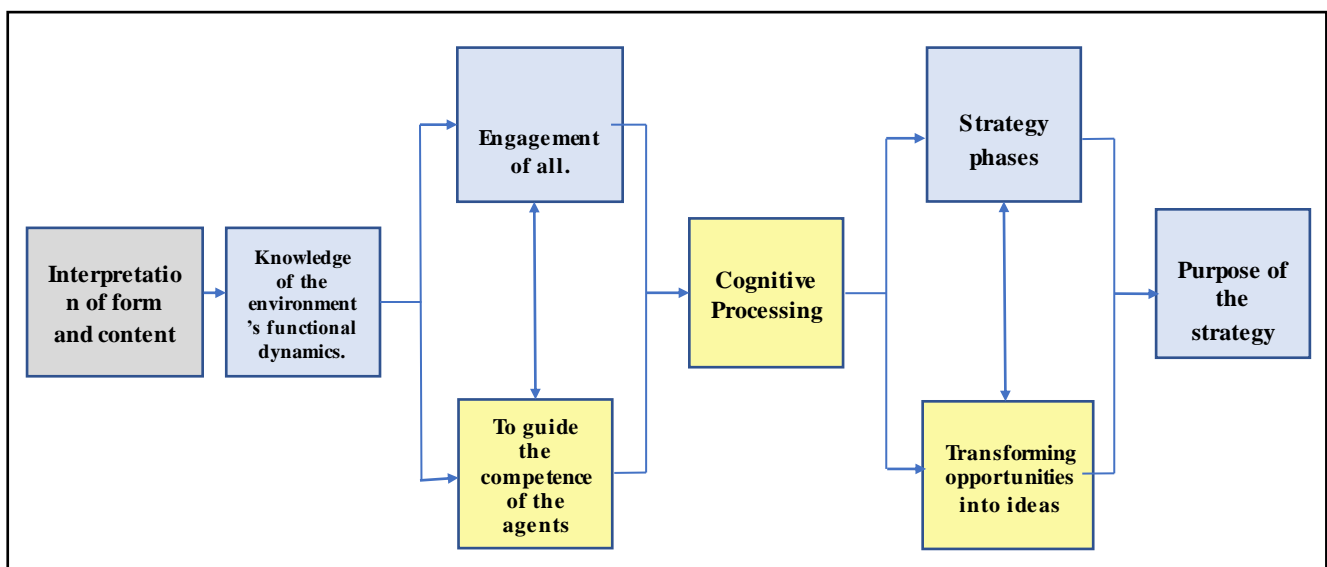 Interpretatio
n of form
and content
Knowledge
of the
environment
's functional
dynamics.
Engagement
of all.
To guide
the
competence
of the
agents
Cognitive
Processing
Strategy
phases
Transforming
opportunities
into ideas
Purpose of
the
strategy